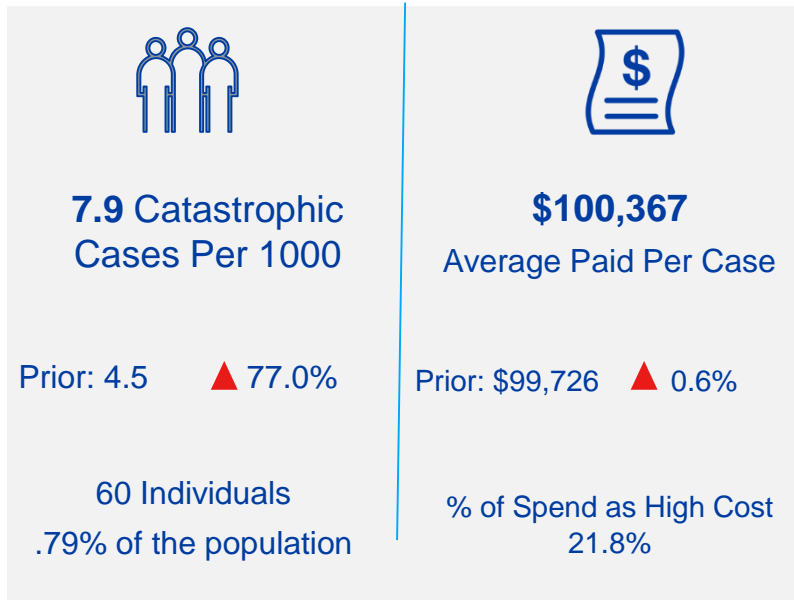 7.9 Catastrophic
Cases Per 1000
Prior: 4.5 77.0%
60 Individuals
.79% of the population
$
$100,367
Average Paid Per Case
Prior: $99,726 0.6%
% of Spend as High Cost
21.8%